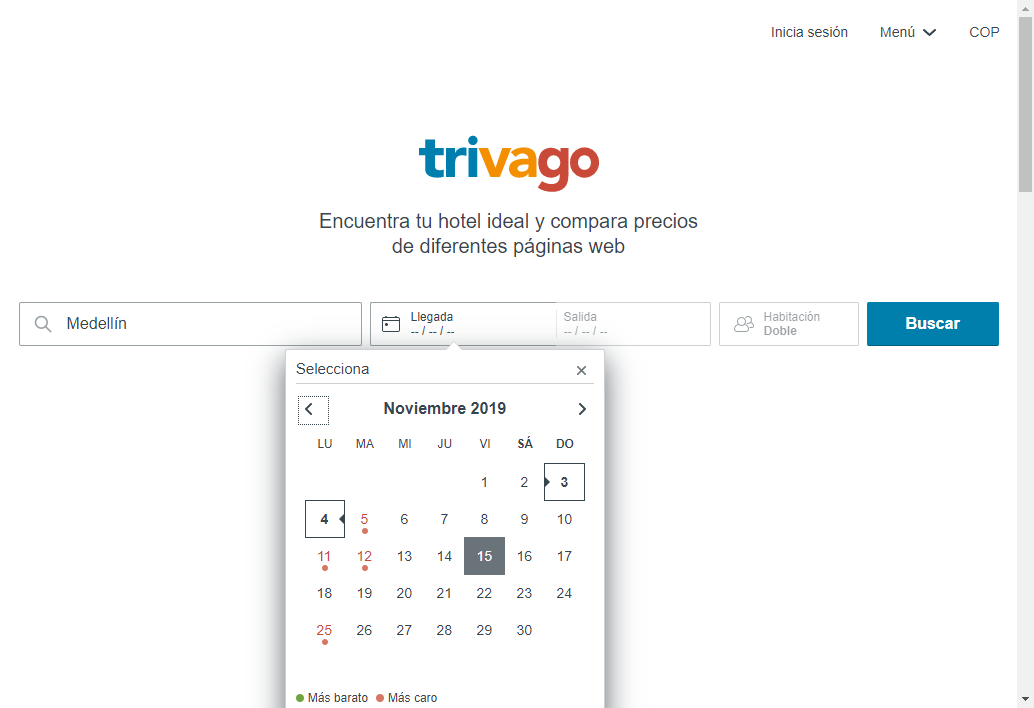 Inicia sesión Menú COP
trivago
Encuentra tu hotel ideal y compara precios
de diferentes páginas web
Medellín
Llegada
-- / -- / --
Salida
-- / -- / --
Habitación
Doble
Buscar
Selecciona
Noviembre 2019
LU MA MI JU VI SÁ DO
1 2 3
4 5 6 7 8 9 10
11 12 13 14 15 16 17
18 19 20 21 22 23 24
25 26 27 28 29 30
Más barato Más caro